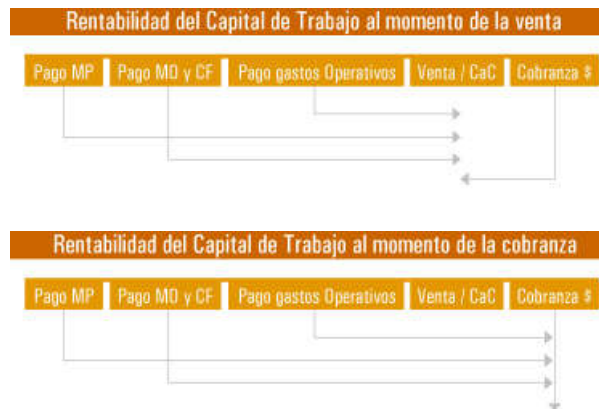 Rentabilidad del Capital de Trabajo al momento de la venta
Pago MP Pago MO y CF Pago gastos Operativos Venta / CaC Cobranza $
Rentabilidad del Capital de Trabajo al momento de la cobranza
Pago MP Pago MO y CF Pago gastos Operativos Venta / CaC Cobranza $